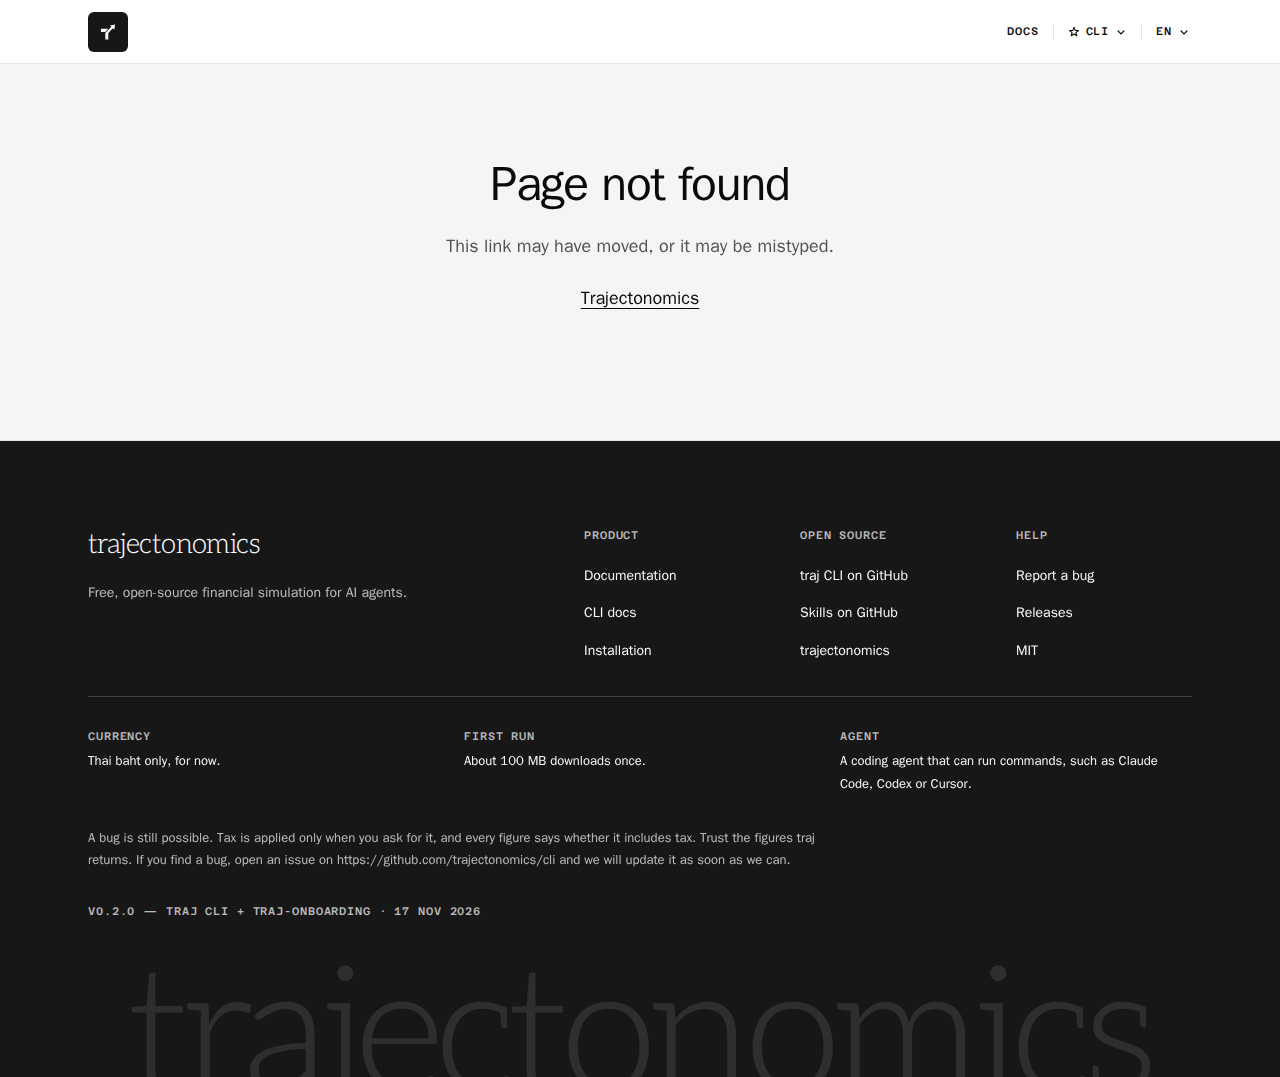 DOCS
CLI
EN
Page not found
This link may have moved, or it may be mistyped.
Trajectonomics
trajectonomics
Free, open-source financial simulation for AI agents.
PRODUCT
Documentation
CLI docs
Installation
OPEN SOURCE
traj CLI on GitHub
Skills on GitHub
trajectonomics
HELP
Report a bug
Releases
MIT
CURRENCY
Thai baht only, for now.
FIRST RUN
About 100 MB downloads once.
AGENT
A coding agent that can run commands, such as Claude
Code, Codex or Cursor.
A bug is still possible. Tax is applied only when you ask for it, and every figure says whether it includes tax. Trust the figures traj
returns. If you find a bug, open an issue on https://github.com/trajectonomics/cli and we will update it as soon as we can.
V0.2.0 — TRAJ CLI + TRAJ-ONBOARDING · 17 NOV 2026
trajectonomics